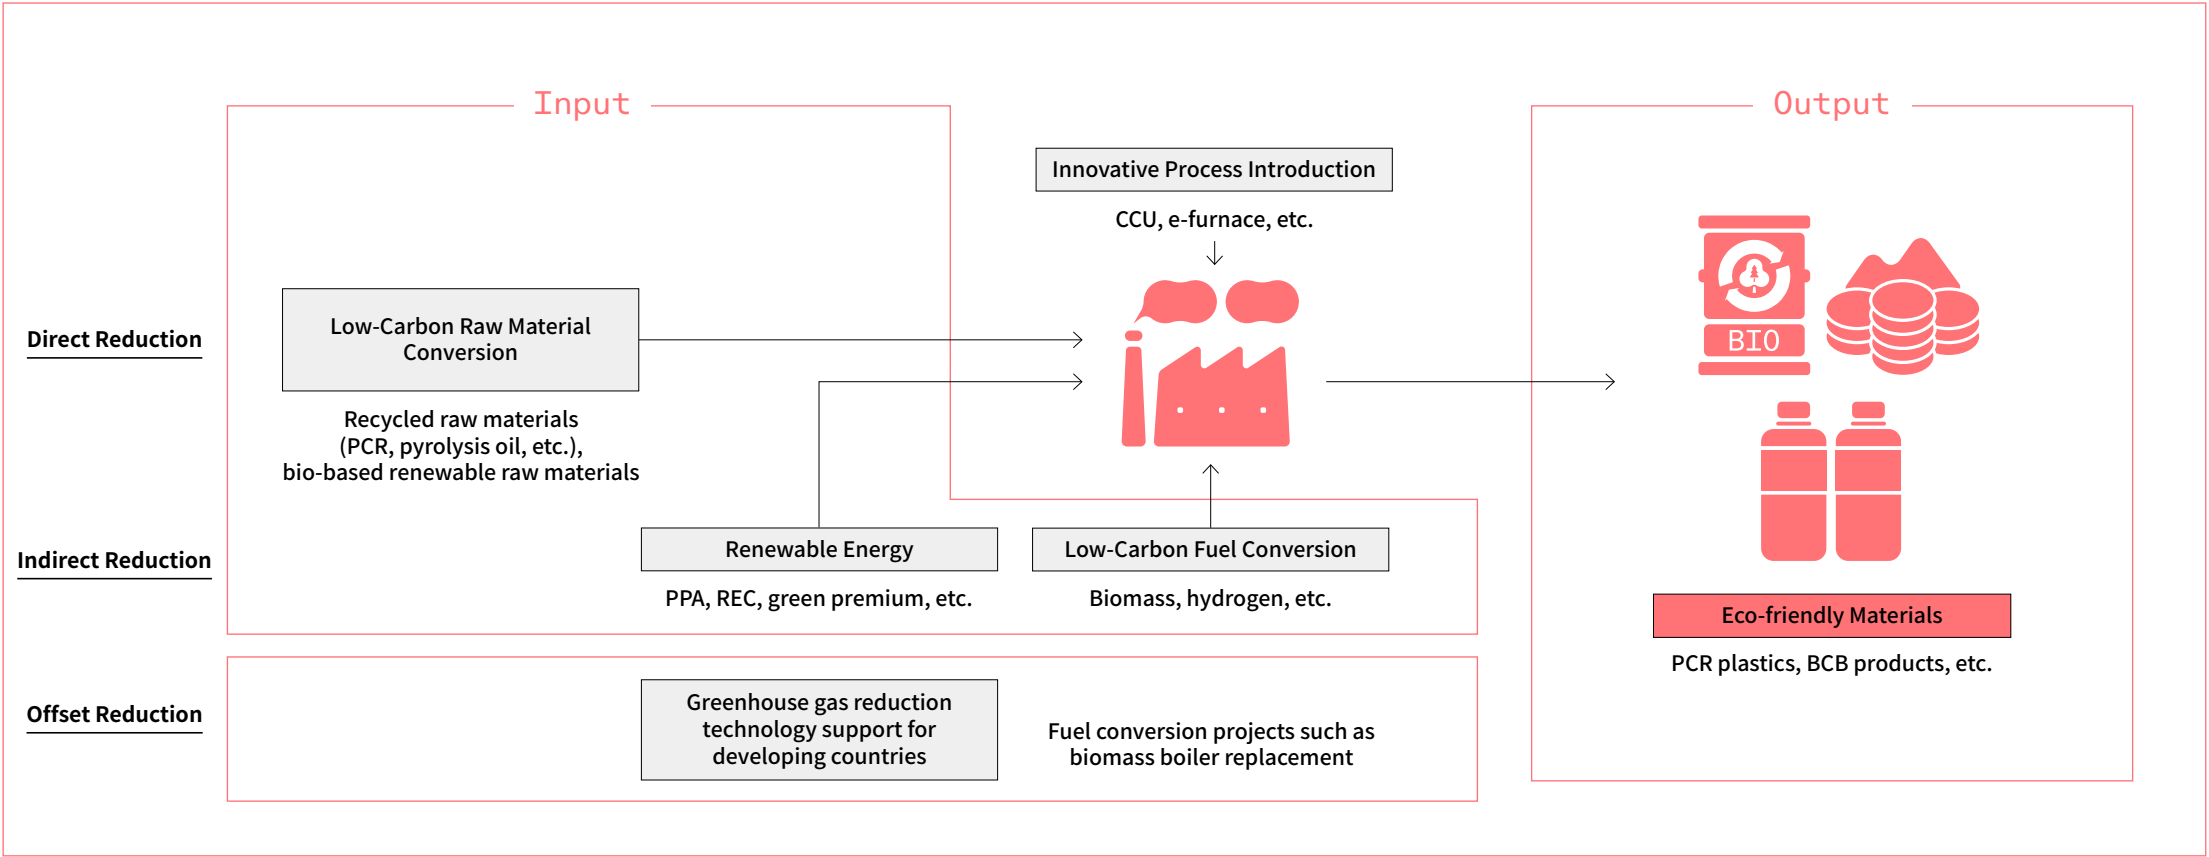 Input
Output
Innovative Process Introduction
CCU, e-furnace, etc.
Direct Reduction
Low-Carbon Raw Material
Conversion
Recycled raw materials
(PCR, pyrolysis oil, etc.),
bio-based renewable raw materials
BIO
Indirect Reduction
Renewable Energy
PPA, REC, green premium, etc.
Low-Carbon Fuel Conversion
Biomass, hydrogen, etc.
Eco-friendly Materials
PCR plastics, BCB products, etc.
Offset Reduction
Greenhouse gas reduction
technology support for
developing countries
Fuel conversion projects such as
biomass boiler replacement